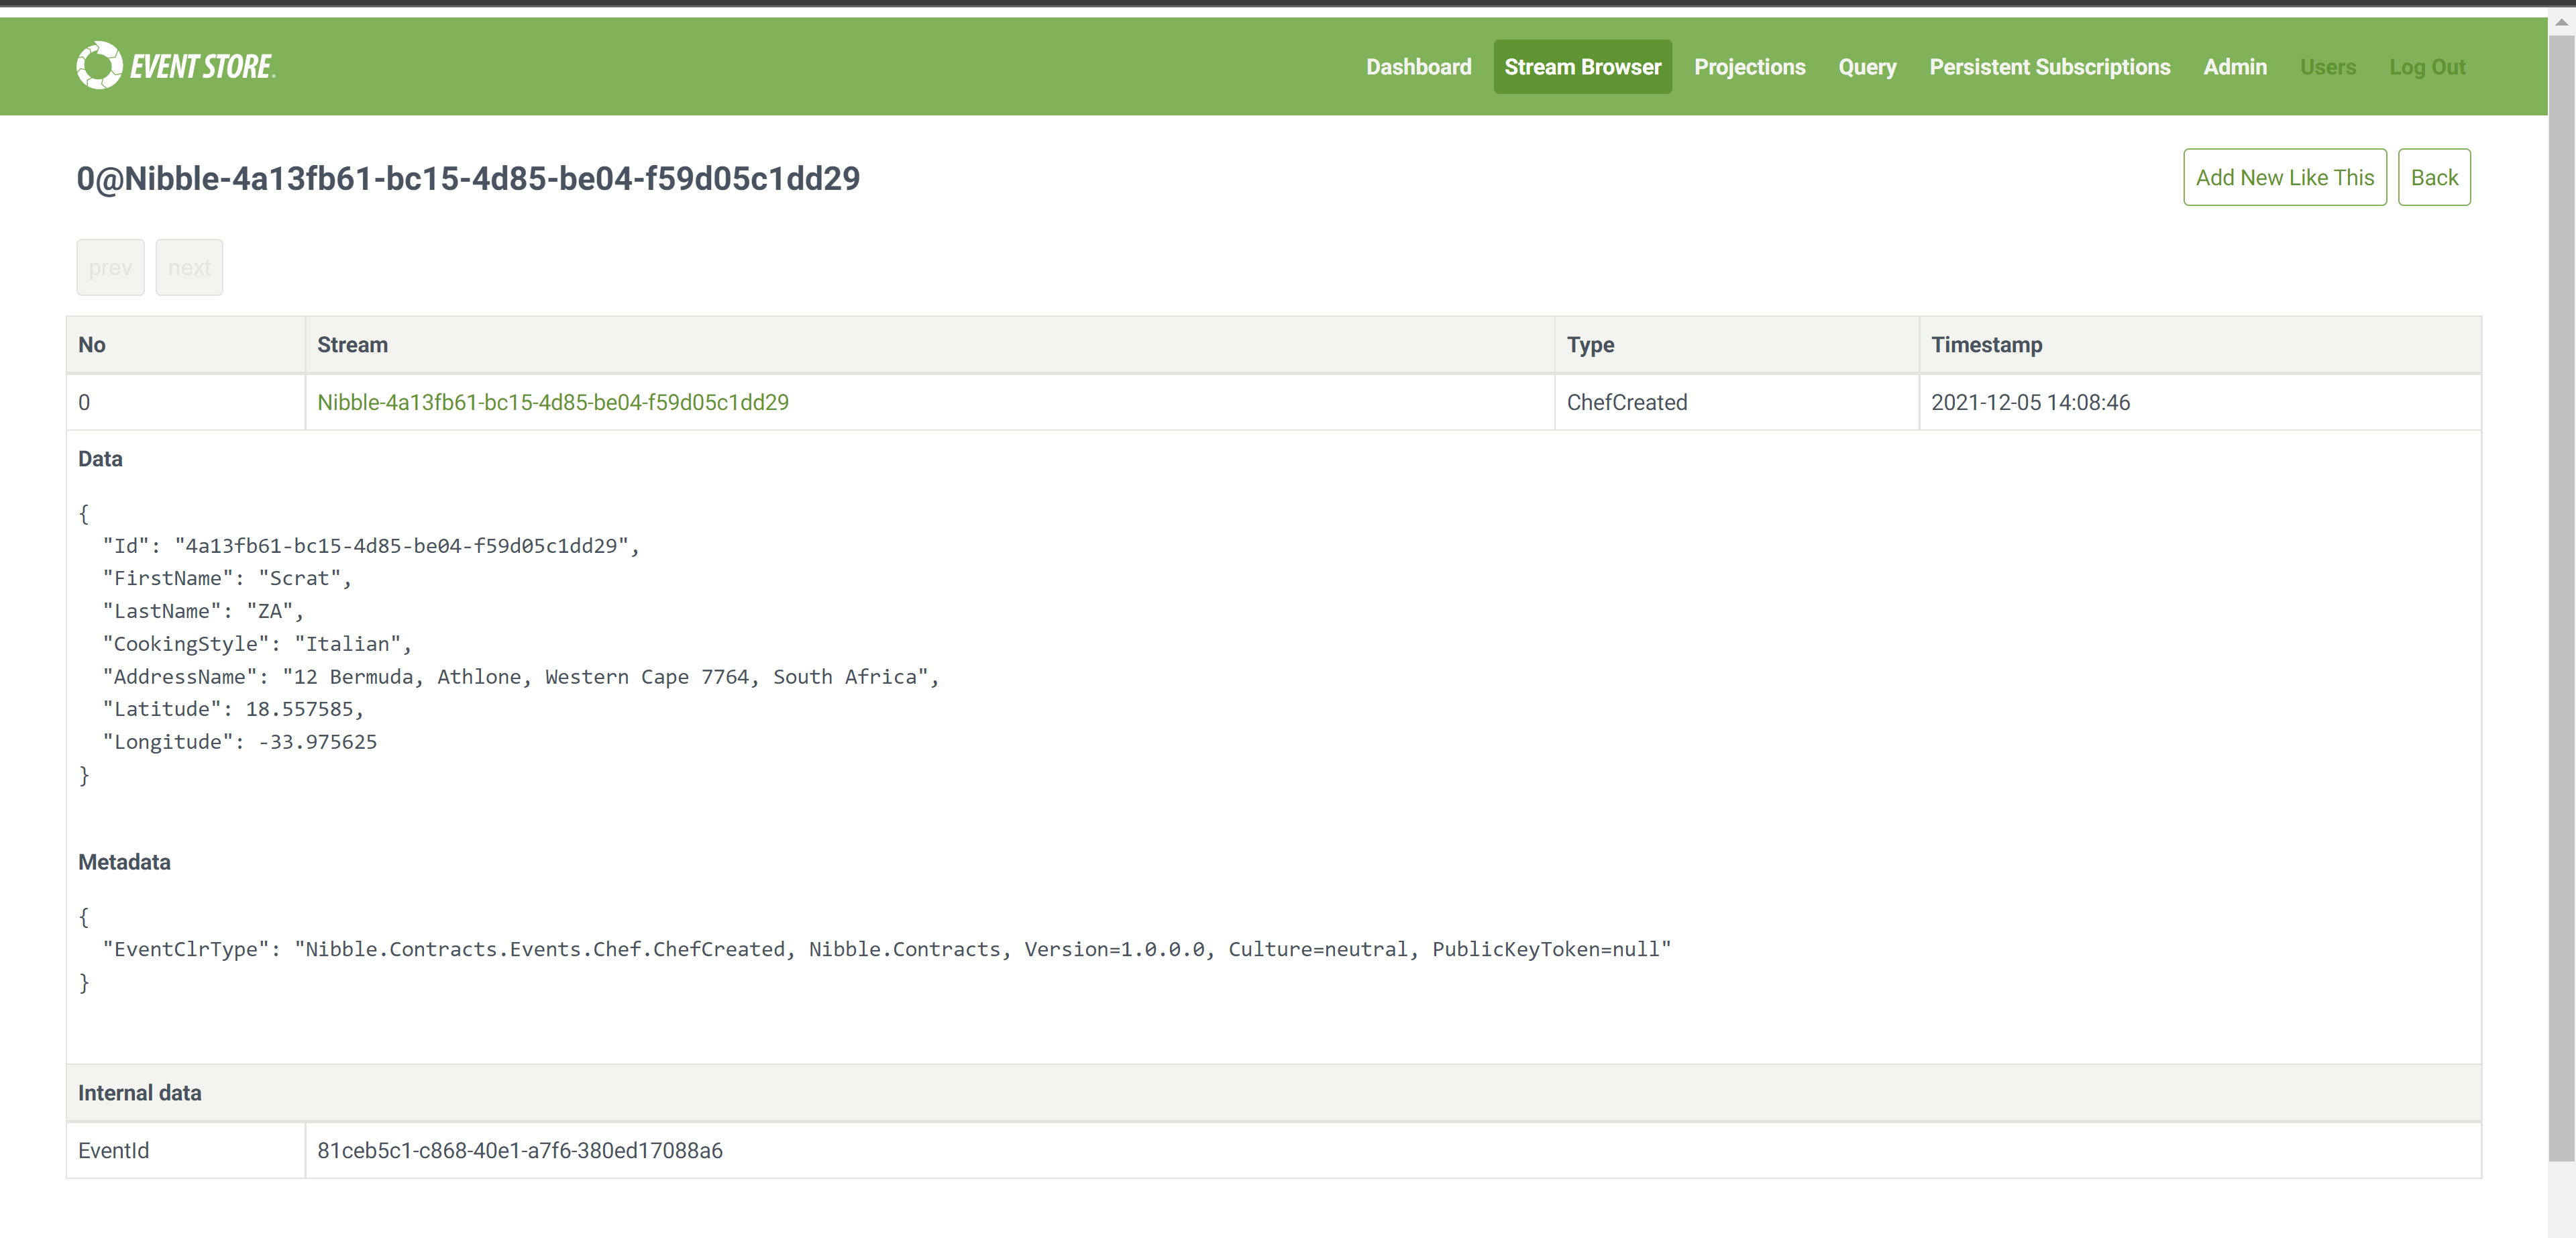 EVENT STORE
Dashboard Stream Browser Projections Query Persistent Subscriptions Admin Users Log Out
0@Nibble-4a13fb61-bc15-4d85-be04-f59d05c1dd29
Add New Like This Back
prev next
No Stream Type Timestamp
0 Nibble-4a13fb61-bc15-4d85-be04-f59d05c1dd29 ChefCreated 2021-12-05 14:08:46
Data
{
"Id": "4a13fb61-bc15-4d85-be04-f59d05c1dd29",
"FirstName": "Scrat",
"LastName": "ZA",
"CookingStyle": "Italian",
"AddressName": "12 Bermuda, Athlone, Western Cape 7764, South Africa",
"Latitude": 18.557585,
"Longitude": -33.975625
}
Metadata
{
"EventClrType": "Nibble.Contracts.Events.Chef.ChefCreated, Nibble.Contracts, Version=1.0.0.0, Culture=neutral, PublicKeyToken=null"
}
Internal data
EventId 81ceb5c1-c868-40e1-a7f6-380ed17088a6